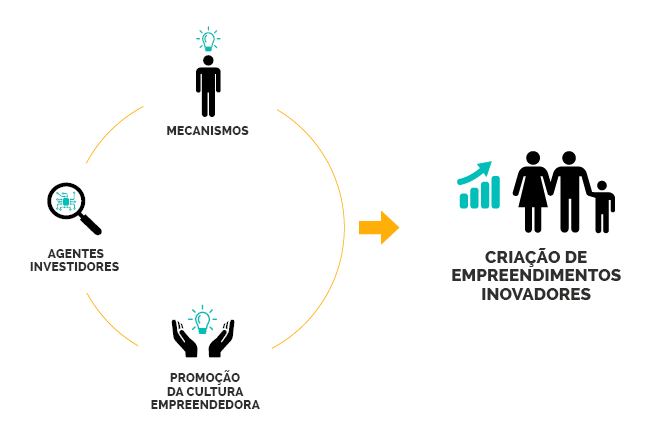 MECANISMOS
AGENTES
INVESTIDORES
PROMOÇÃO
DA CULTURA
EMPREENDEDORA
CRIAÇÃO DE
EMPREENDIMENTOS
INOVADORES